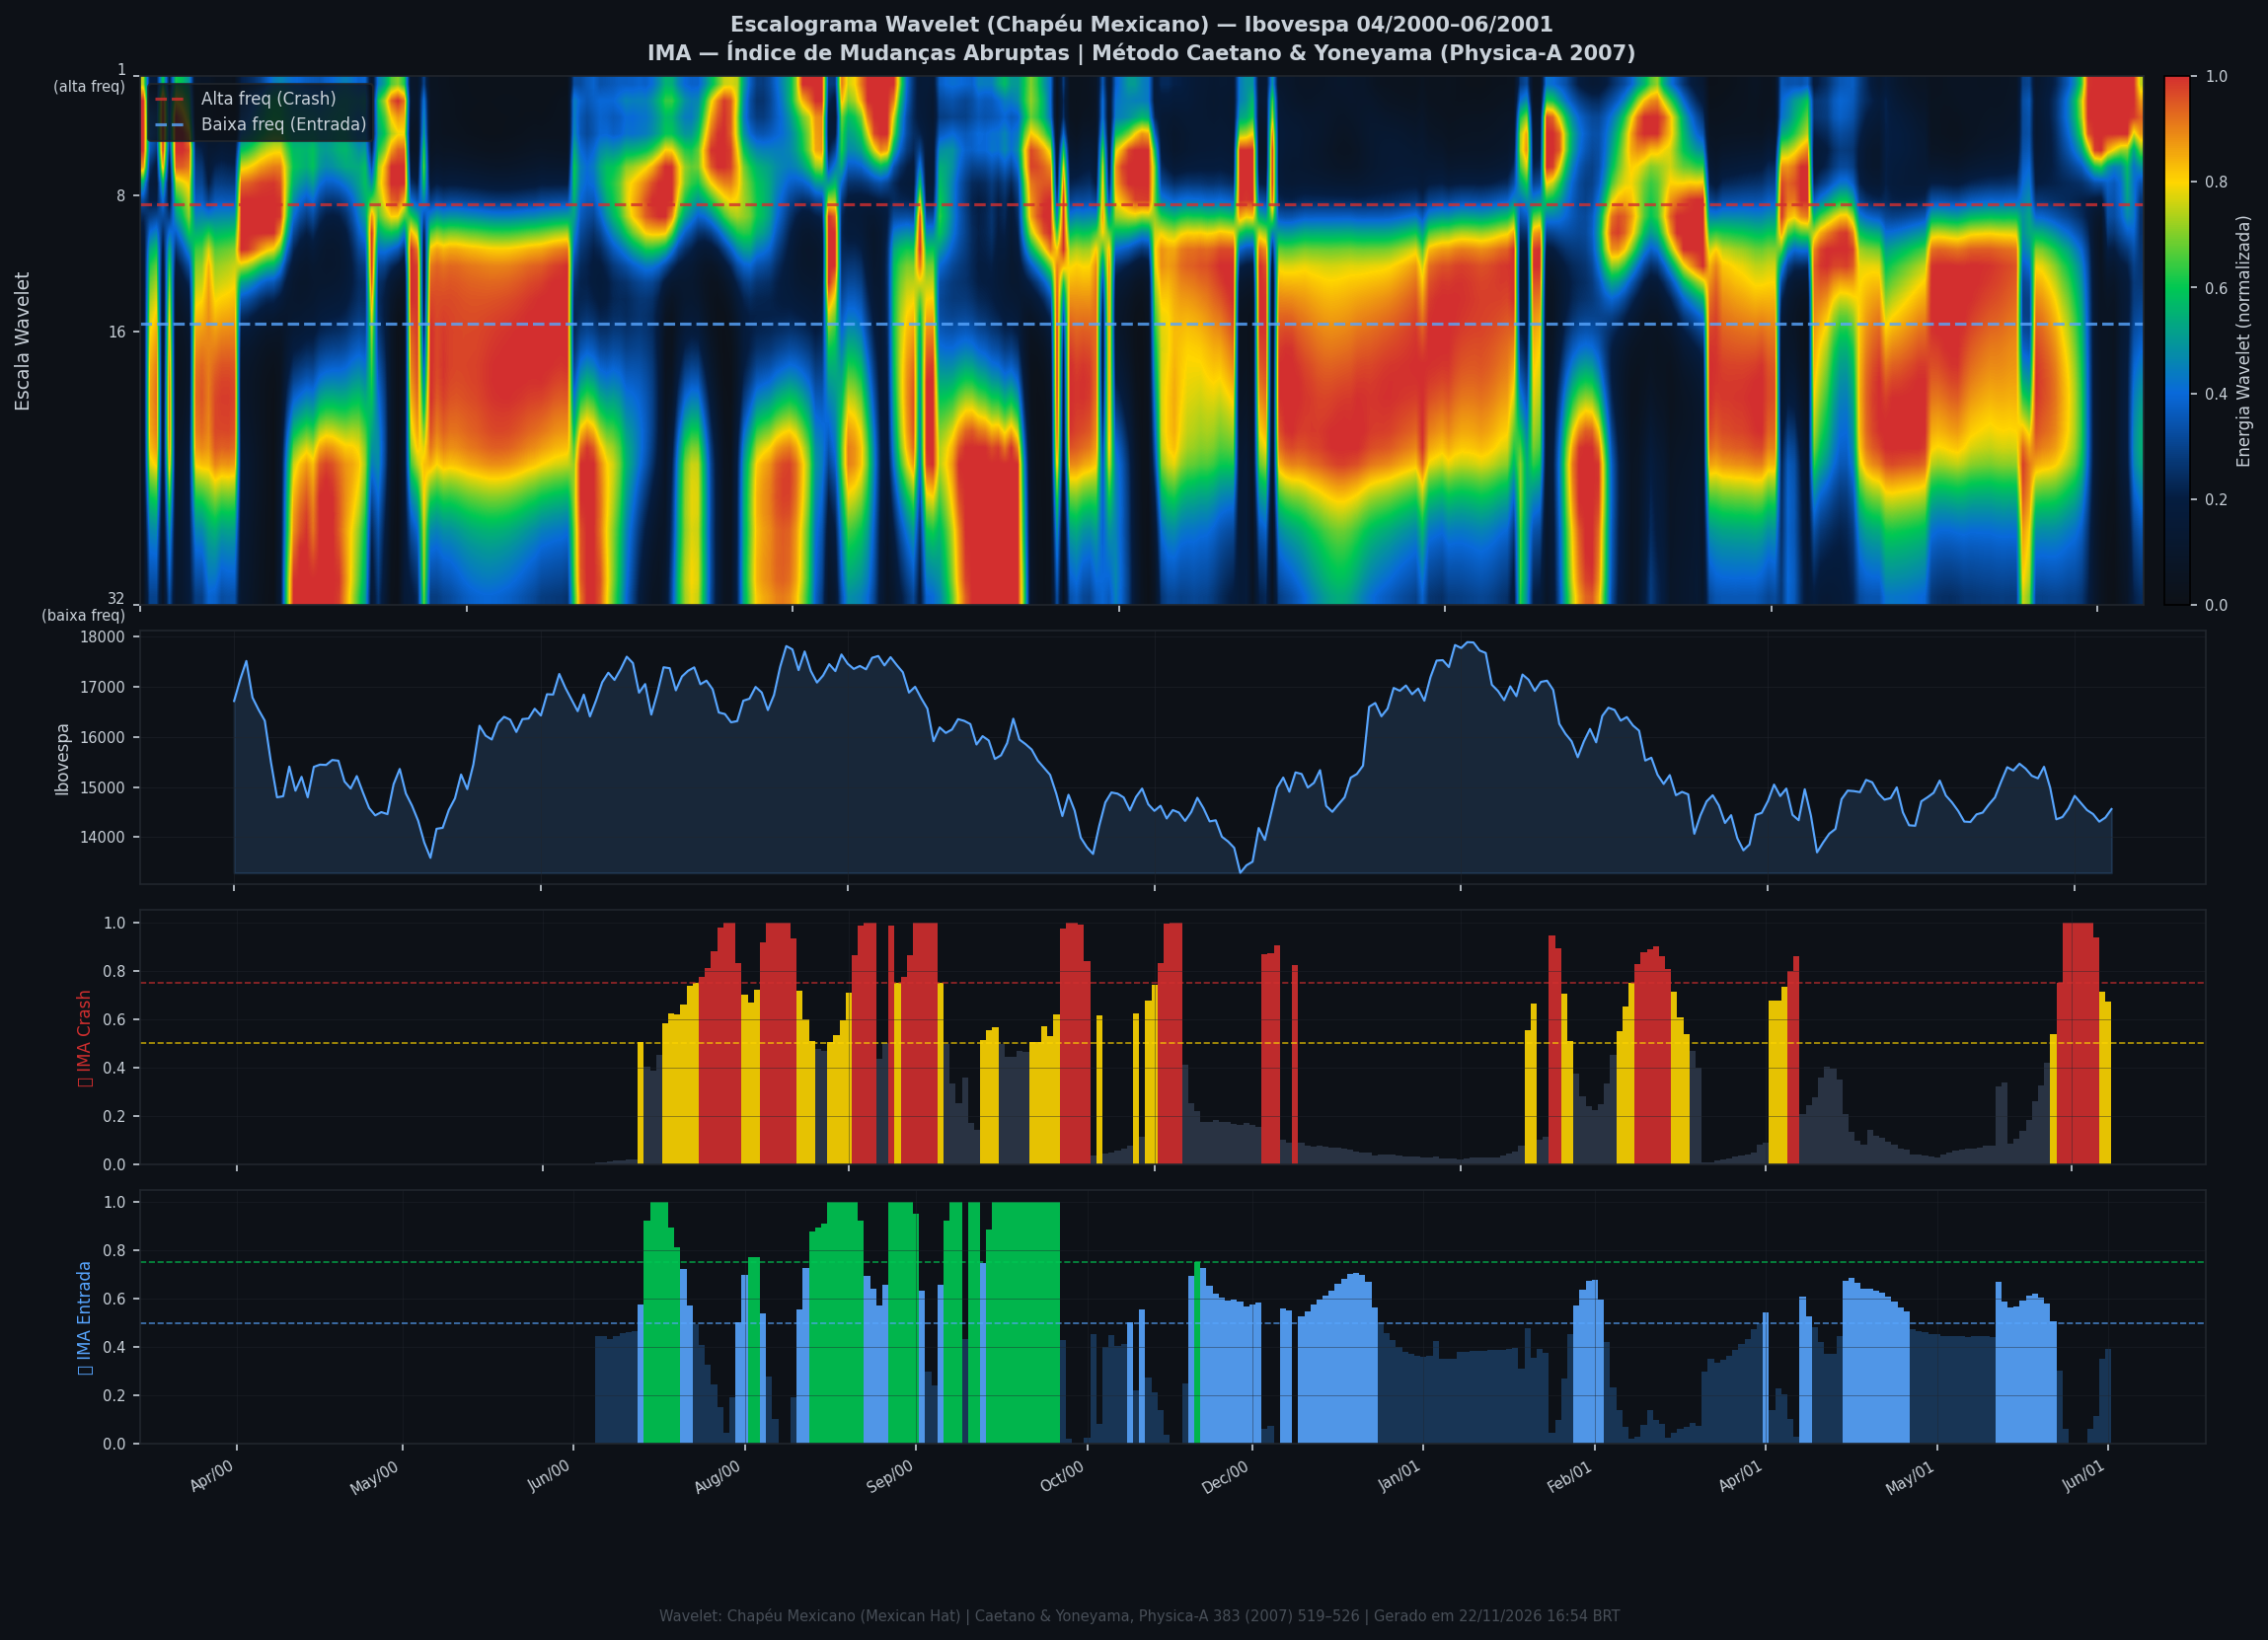 Escalograma Wavelet (Chapéu Mexicano) — Ibovespa 04/2000–06/2001
IMA — Índice de Mudanças Abruptas | Método Caetano & Yoneyama (Physica-A 2007)
1
(alta freq)
8
16
32
(baixa freq)
Escala Wavelet
Alta freq (Crash)
Baixa freq (Entrada)
1.0
0.8
0.6
0.4
0.2
0.0
Energia Wavelet (normalizada)
18000
17000
16000
15000
14000
Ibovespa
1.0
0.8
0.6
0.4
0.2
0.0
IMA Crash
1.0
0.8
0.6
0.4
0.2
0.0
IMA Entrada
Apr/00
May/00
Jun/00
Aug/00
Sep/00
Oct/00
Dec/00
Jan/01
Feb/01
Apr/01
May/01
Jun/01
Wavelet: Chapéu Mexicano (Mexican Hat) | Caetano & Yoneyama, Physica-A 383 (2007) 519–526 | Gerado em 22/11/2026 16:54 BRT